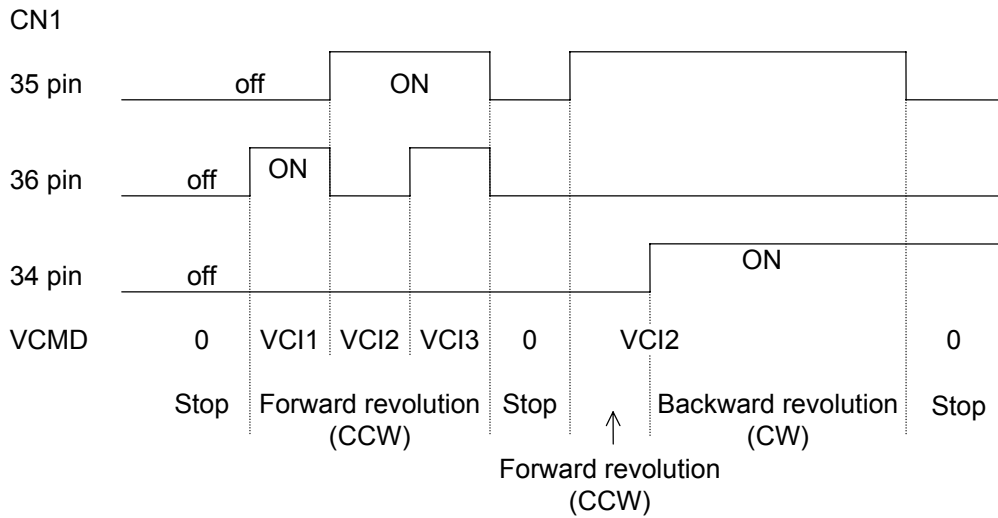 CN1
35 pin off ON
36 pin off ON
34 pin off ON
VCMD 0 VCI1 VCI2 VCI3 0 VCI2 0
Stop Forward revolution Stop Backward revolution Stop
(CCW) (CW)
Forward revolution
(CCW)